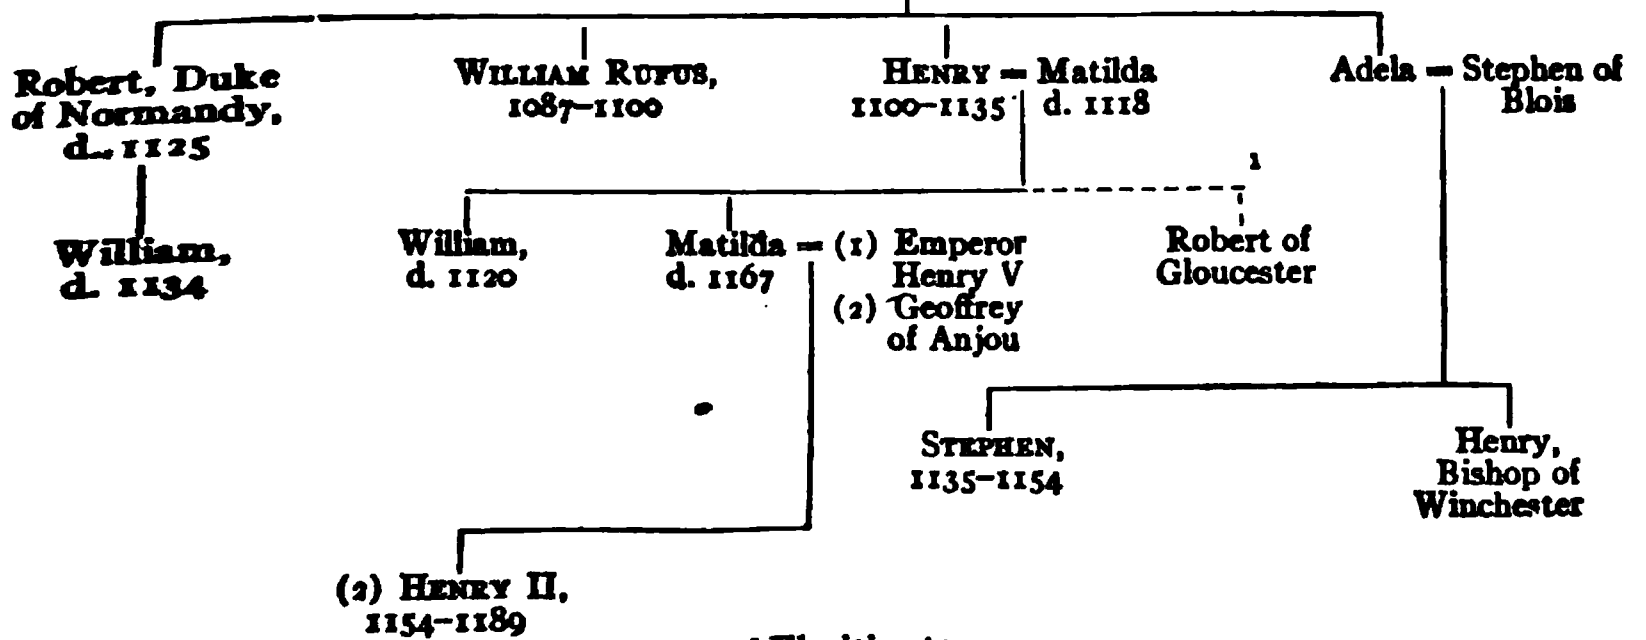 Robert, Duke
of Normandy,
d. 1125
WILLIAM RUFUS,
1087–1100
HENRY = Matilda
1100–1135 d. 1118
Adela = Stephen of
Blois
1
William,
d. 1134
William,
d. 1120
Matilda = (1) Emperor
d. 1167 Henry V
(2) Geoffrey
of Anjou
Robert of
Gloucester
STEPHEN,
1135–1154
Henry,
Bishop of
Winchester
(2) HENRY II,
1154–1189